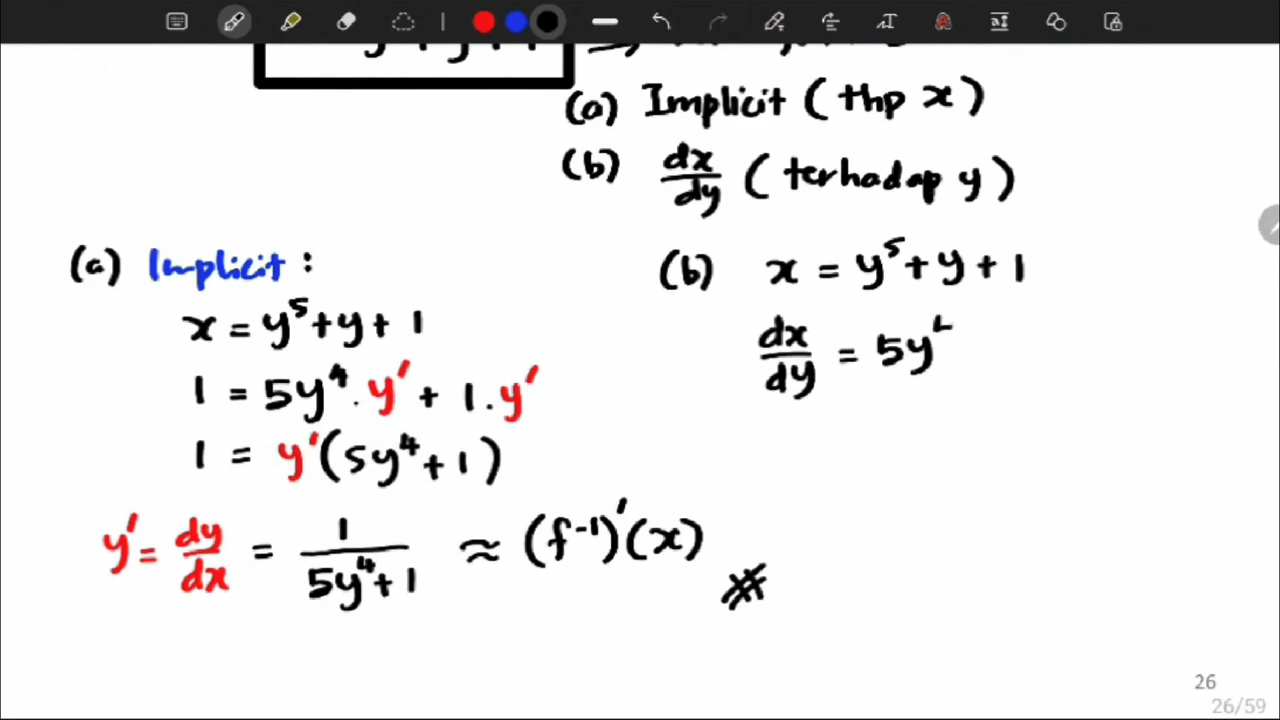 (a) Implicit (thp x)
(b) dx/dy (terhadap y)
(a) Implicit :
x = y⁵ + y + 1
1 = 5y⁴ · y' + 1 · y'
1 = y'(5y⁴ + 1)
y' = dy/dx = 1/(5y⁴ + 1) ≈ (f⁻¹)'(x)
(b) x = y⁵ + y + 1
dx/dy = 5y
26
26/59